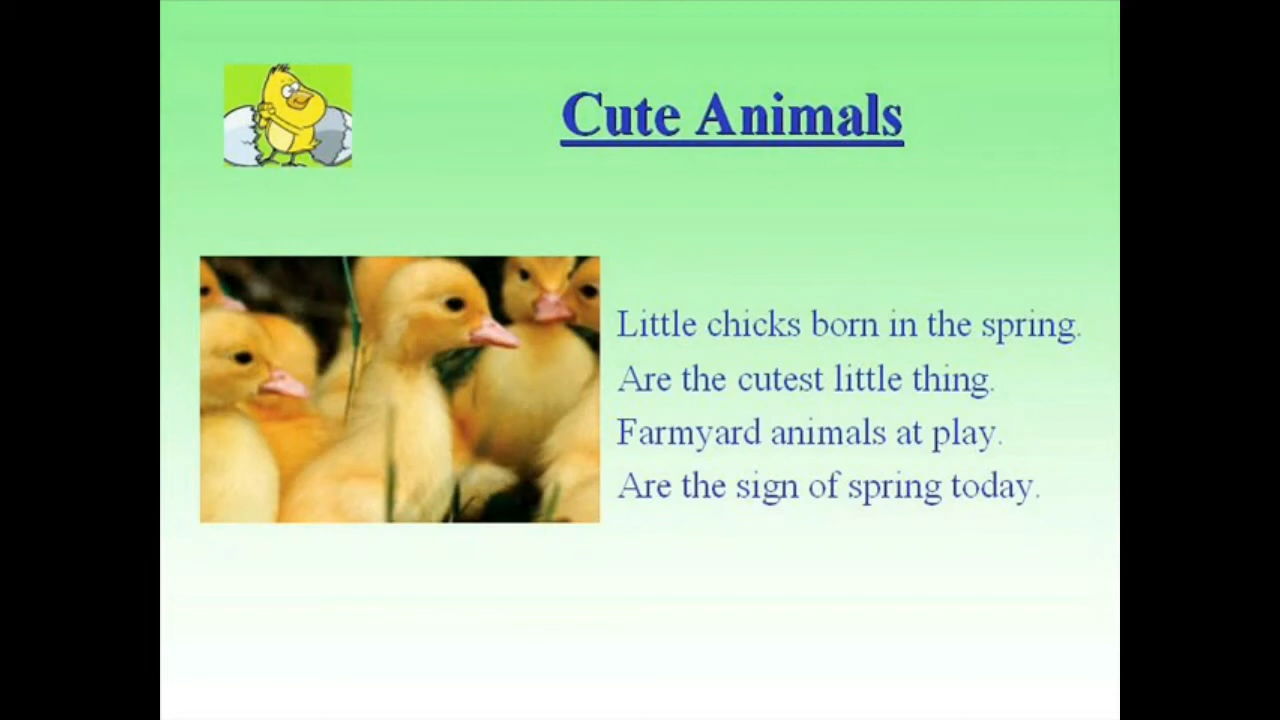 Cute Animals
Little chicks born in the spring.
Are the cutest little thing.
Farmyard animals at play.
Are the sign of spring today.